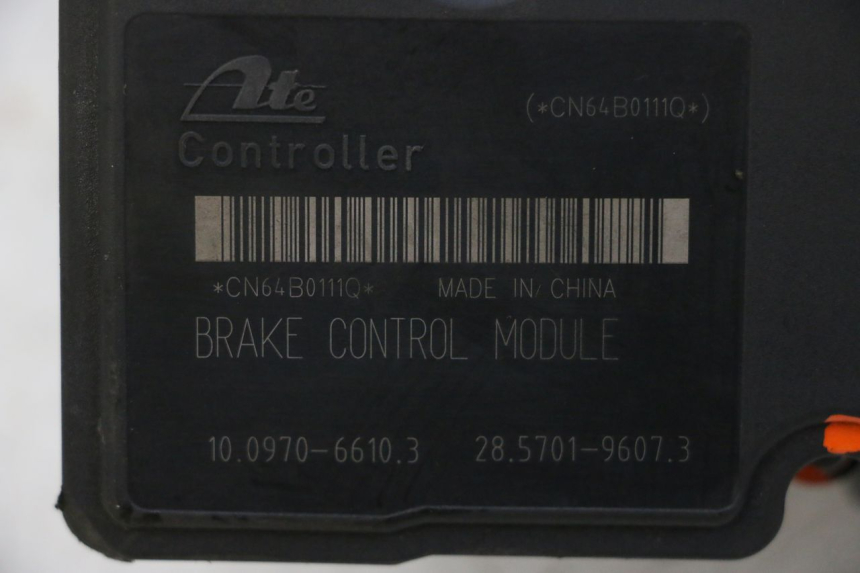 Ate
(*CN64B0111Q*)
Controller
*CN64B0111Q* MADE IN CHINA
BRAKE CONTROL MODULE
10.0970-6610.3 28.5701-9607.3